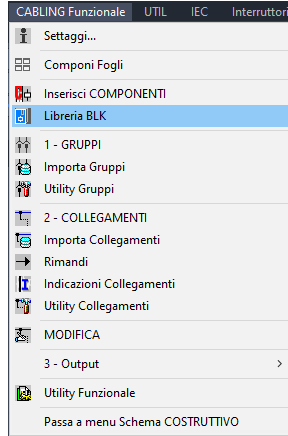 CABLING Funzionale UTIL IEC Interruttori
Settaggi...
Componi Fogli
Inserisci COMPONENTI
Libreria BLK
1 - GRUPPI
Importa Gruppi
Utility Gruppi
2 - COLLEGAMENTI
Importa Collegamenti
Rimandi
Indicazioni Collegamenti
Utility Collegamenti
MODIFICA
3 - Output
Utility Funzionale
Passa a menu Schema COSTRUTTIVO